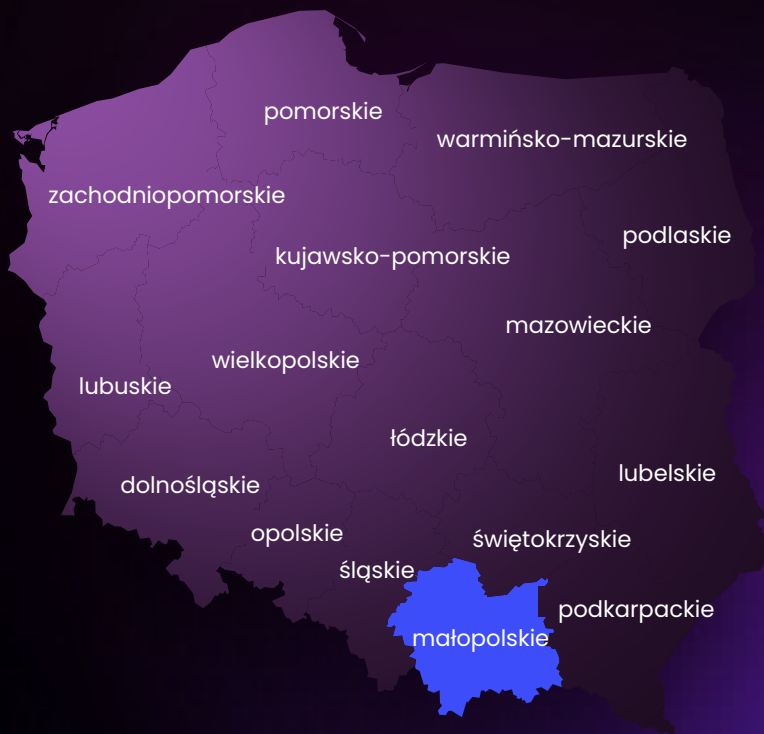 pomorskie
warmińsko-mazurskie
zachodniopomorskie
podlaskie
kujawsko-pomorskie
mazowieckie
wielkopolskie
lubuskie
łódzkie
lubelskie
dolnośląskie
opolskie
świętokrzyskie
śląskie
podkarpackie
małopolskie